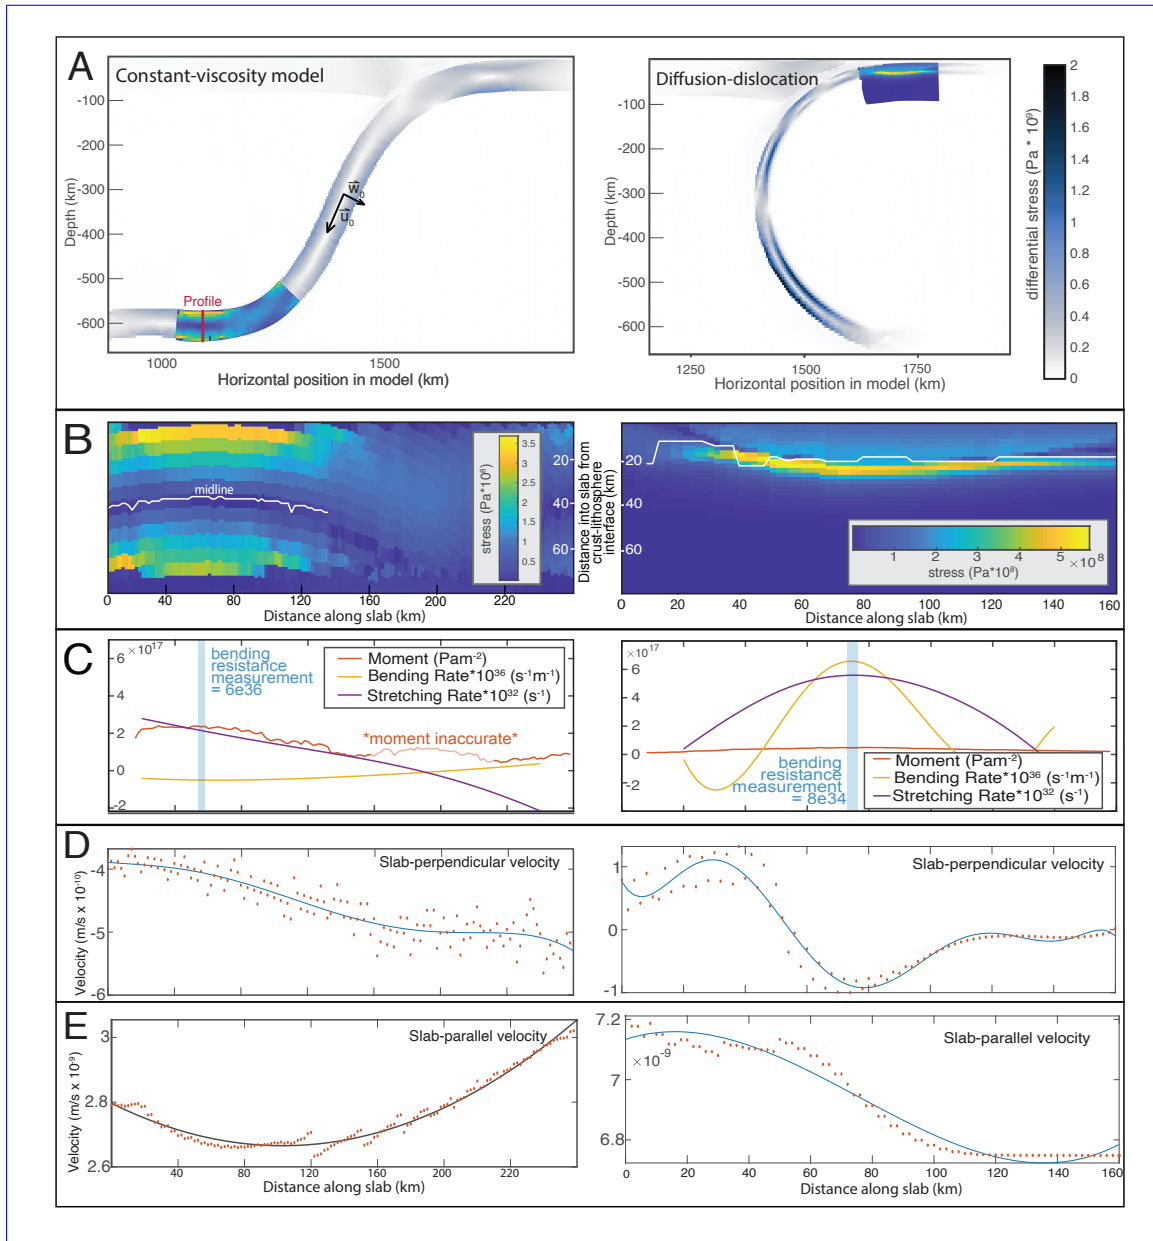 A
Constant-viscosity model
Depth (km)
-100
-200
-300
-400
-500
-600
w₀
u₀
Profile
1000
1500
Horizontal position in model (km)
Diffusion-dislocation
Depth (km)
-100
-200
-300
-400
-500
-600
1250
1500
1750
Horizontal position in model (km)
differential stress (Pa * 10⁹)
2
1.8
1.6
1.4
1.2
1
0.8
0.6
0.4
0.2
0
B
midline
stress (Pa*10⁸)
3.5
3
2.5
2
1.5
1
0.5
0 40 80 120 160 200 220
Distance along slab (km)
20
40
60
Distance into slab from
crust-lithosphere
interface (km)
20
40
60
1 2 3 4 5 ×10⁸
stress (Pa*10⁸)
0 20 40 60 80 100 120 140 160
Distance along slab (km)
C
×10¹⁷
6
4
2
0
-2
bending
resistance
measurement
= 6e36
Moment (Pam⁻²)
Bending Rate*10³⁶ (s⁻¹m⁻¹)
Stretching Rate*10³² (s⁻¹)
*moment inaccurate*
×10¹⁷
6
4
2
0
-2
bending
resistance
measurement
= 8e34
Moment (Pam⁻²)
Bending Rate*10³⁶ (s⁻¹m⁻¹)
Stretching Rate*10³² (s⁻¹)
D
Slab-perpendicular velocity
Velocity (m/s x 10⁻¹⁰)
-4
-5
-6
Slab-perpendicular velocity
1
0
-1
E
Slab-parallel velocity
Velocity (m/s x 10⁻⁹)
3
2.8
2.6
40 80 120 160 200 220
Distance along slab (km)
Slab-parallel velocity
7.2
×10⁻⁹
7
6.8
0 20 40 60 80 100 120 140 160
Distance along slab (km)